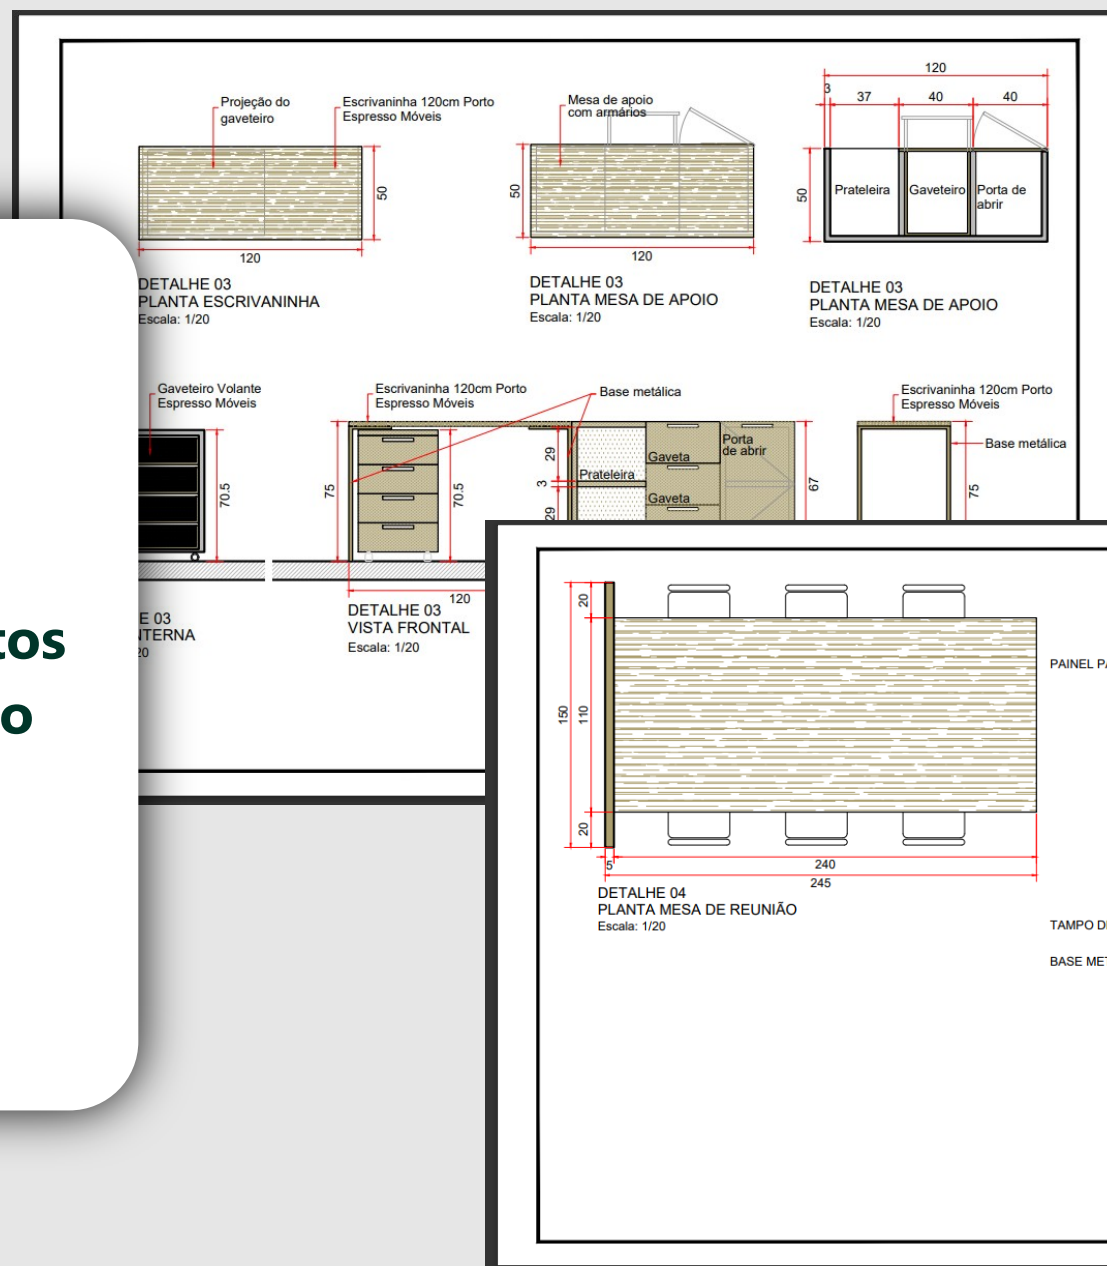 Projeção do
gaveteiro
Escrivaninha 120cm Porto
Espresso Móveis
50
120
DETALHE 03
PLANTA ESCRIVANINHA
Escala: 1/20
Mesa de apoio
com armários
50
120
DETALHE 03
PLANTA MESA DE APOIO
Escala: 1/20
120
3
37
40
40
50
Prateleira
Gaveteiro
Porta de
abrir
DETALHE 03
PLANTA MESA DE APOIO
Escala: 1/20
Gaveteiro Volante
Espresso Móveis
70.5
E 03
NTERNA
20
Escrivaninha 120cm Porto
Espresso Móveis
Base metálica
75
70.5
29
3
29
Prateleira
Gaveta
Gaveta
Porta
de abrir
67
120
DETALHE 03
VISTA FRONTAL
Escala: 1/20
Escrivaninha 120cm Porto
Espresso Móveis
Base metálica
75
tos
o
20
150
110
20
5
240
245
DETALHE 04
PLANTA MESA DE REUNIÃO
Escala: 1/20
PAINEL PA
TAMPO DE
BASE MET